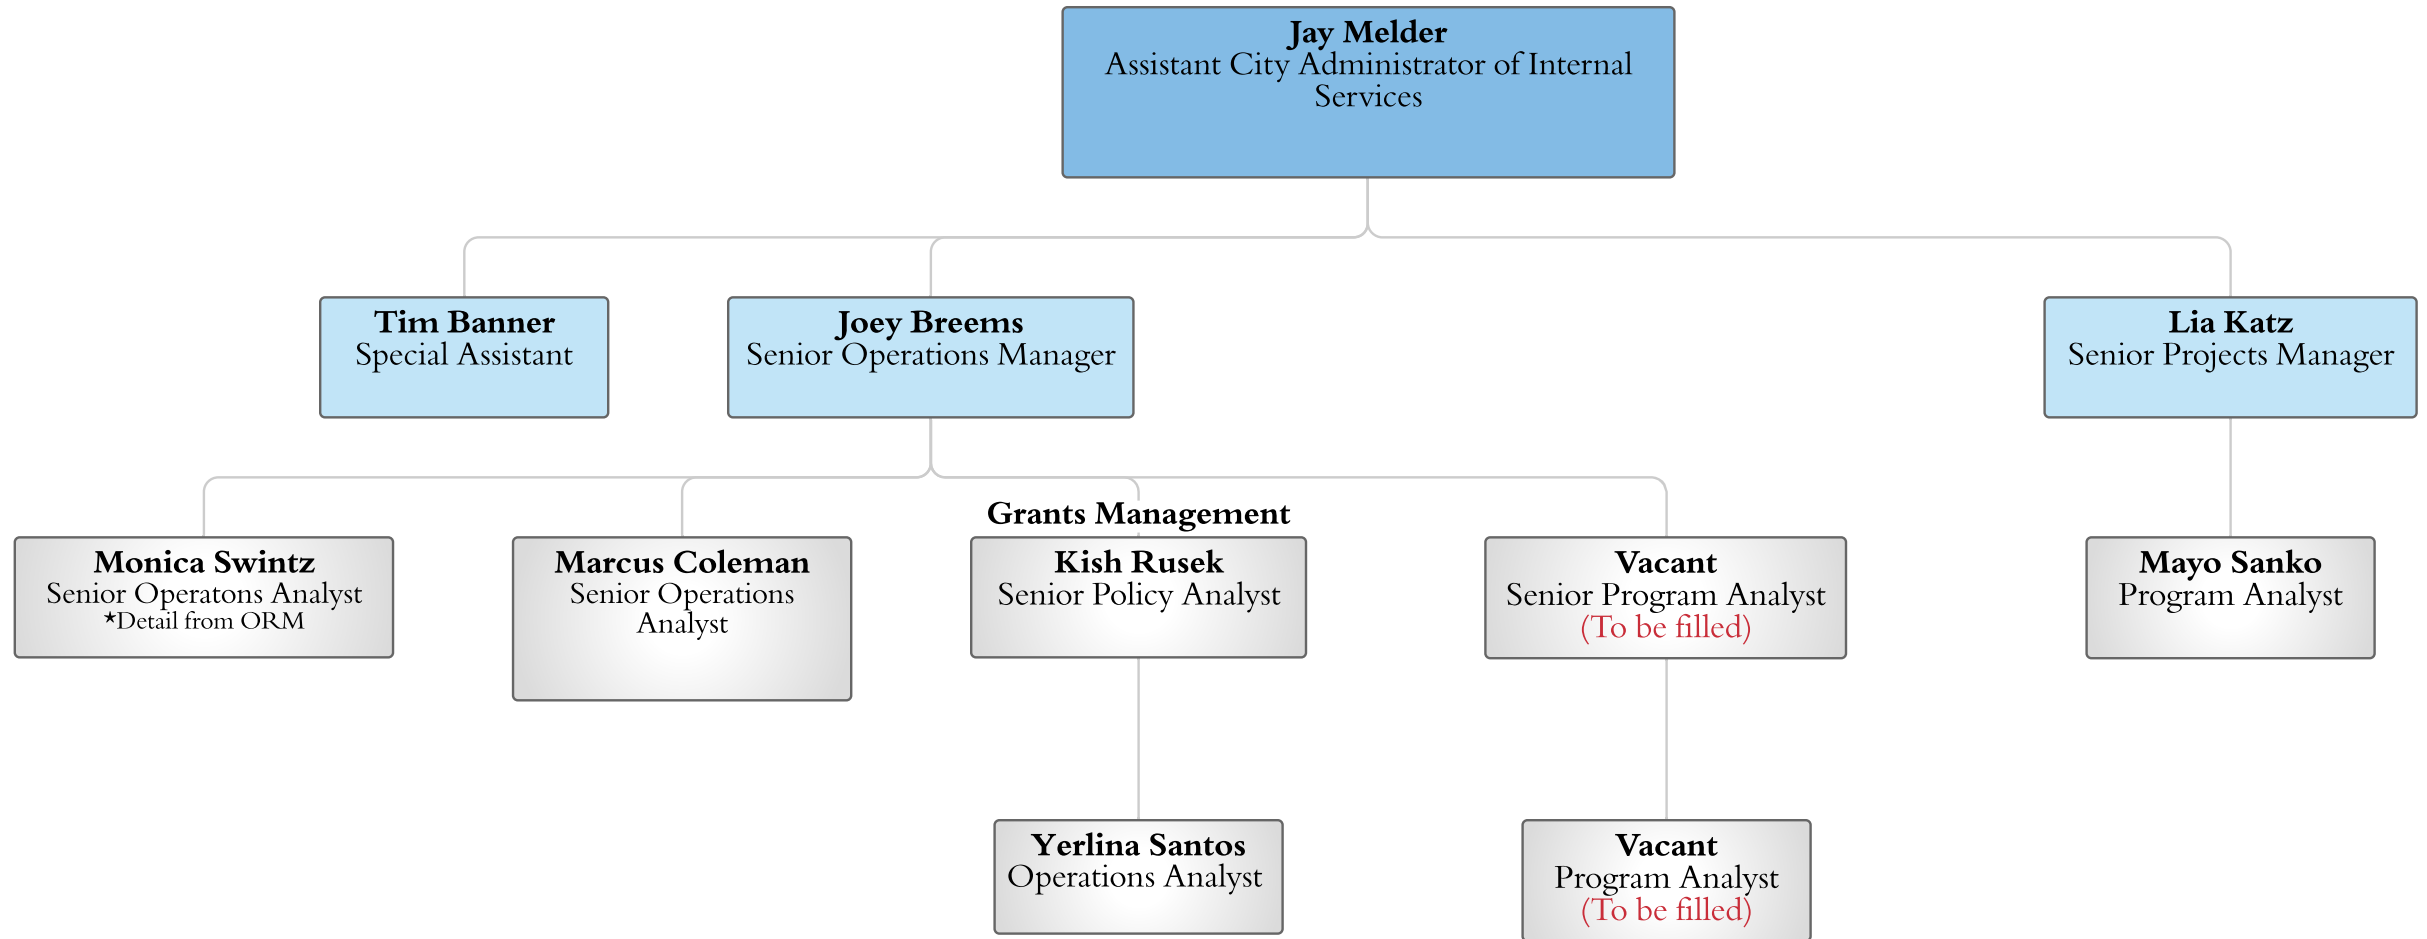 Jay Melder
Assistant City Administrator of Internal
Services
Tim Banner
Special Assistant
Joey Breems
Senior Operations Manager
Lia Katz
Senior Projects Manager
Monica Swintz
Senior Operatons Analyst
*Detail from ORM
Marcus Coleman
Senior Operations
Analyst
Grants Management
Kish Rusek
Senior Policy Analyst
Vacant
Senior Program Analyst
(To be filled)
Mayo Sanko
Program Analyst
Yerlina Santos
Operations Analyst
Vacant
Program Analyst
(To be filled)